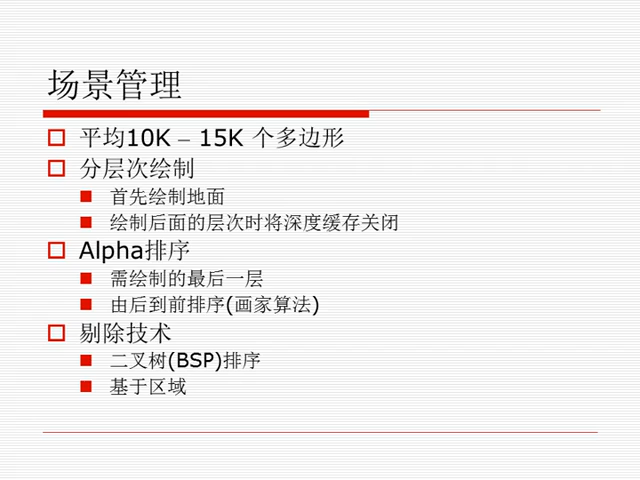 场景管理
平均10K – 15K 个多边形
分层次绘制
首先绘制地面
绘制后面的层次时将深度缓存关闭
Alpha排序
需绘制的最后一层
由后到前排序(画家算法)
剔除技术
二叉树(BSP)排序
基于区域